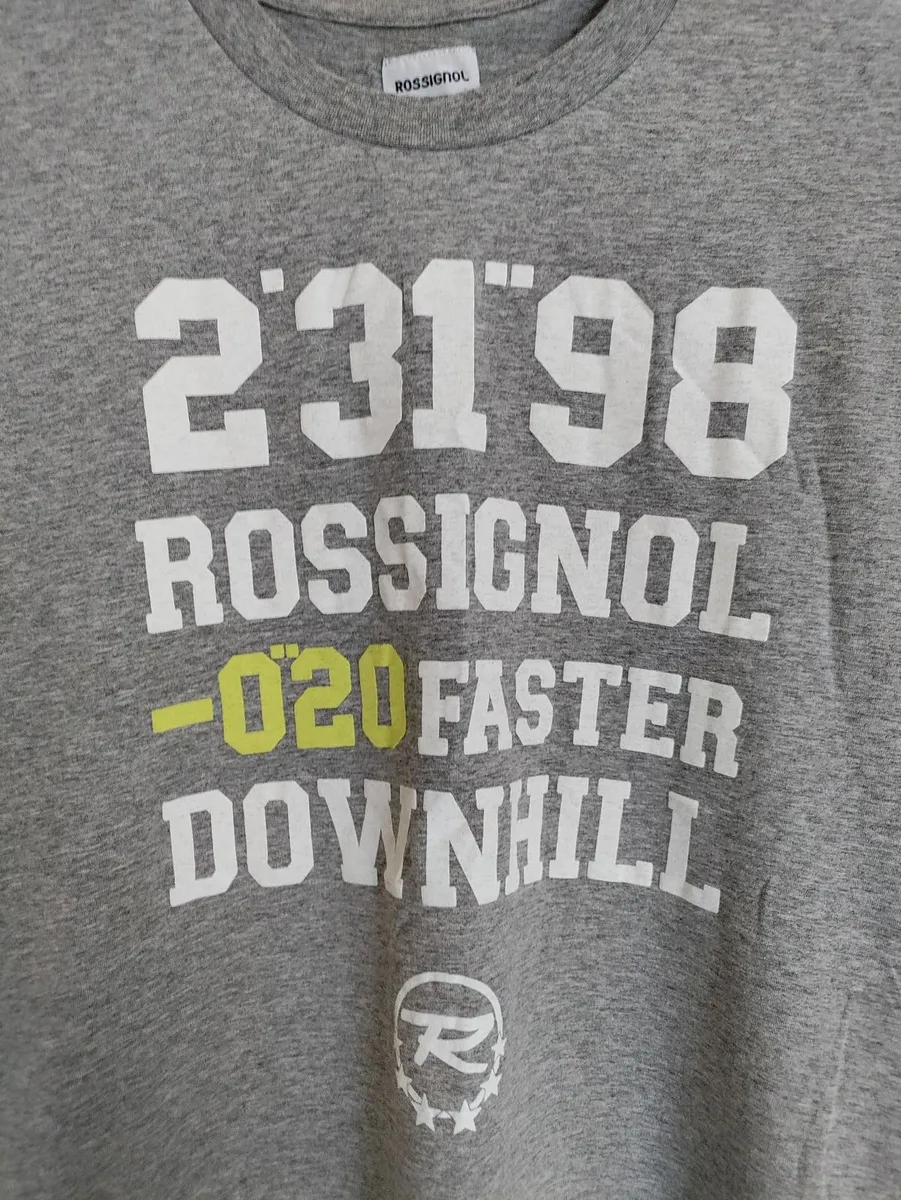 ROSSIGNOL
2'31"98
ROSSIGNOL
-0"20 FASTER
DOWNHILL
R